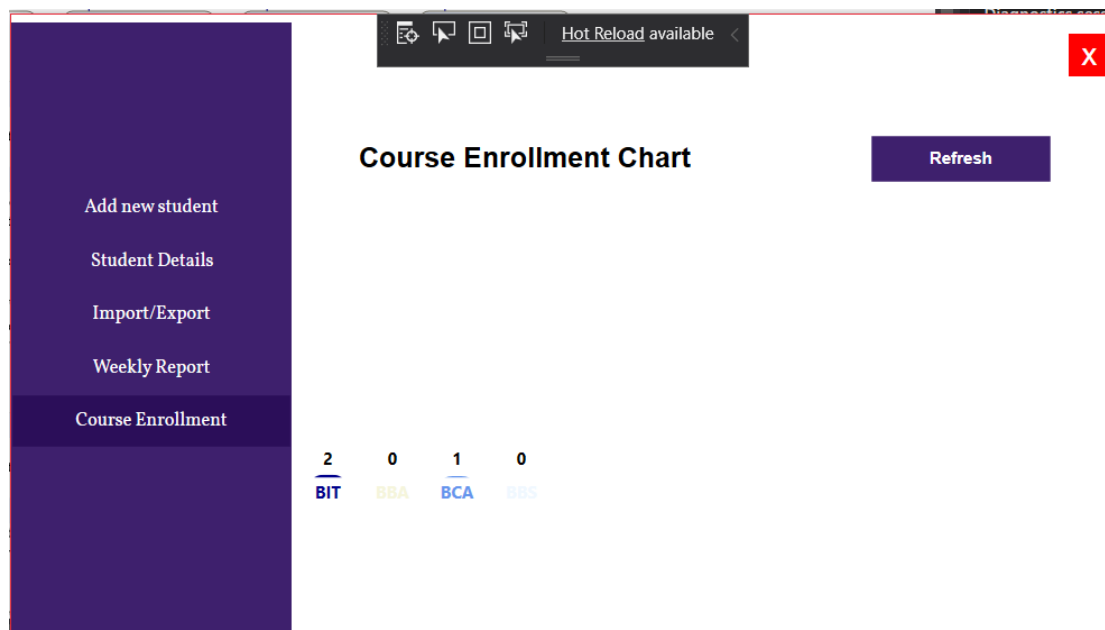 Hot Reload available
X
Course Enrollment Chart
Refresh
Add new student
Student Details
Import/Export
Weekly Report
Course Enrollment
2 0 1 0
BIT BBA BCA BBS